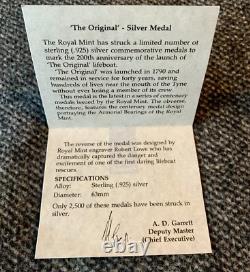 'The Original' - Silver Medal
The Royal Mint has struck a limited number of
sterling (.925) silver commemorative medals to
mark the 200th anniversary of the launch of
'The Original' lifeboat.
'The Original' was launched in 1790 and
remained in service for forty years, saving
hundreds of lives near the mouth of the Tyne
without ever losing a member of its crew.
This medal is the latest in a series of centenary
medals issued by the Royal Mint. The obverse,
therefore, features the centenary medal design
portraying the Armorial Bearings of the Royal
Mint.
The reverse of the medal was designed by
Royal Mint engraver Robert Lowe who has
dramatically captured the excitement and
danger of one of the first daring lifeboat
rescues.
SPECIFICATIONS
Alloy: Sterling (.925) silver
Diameter: 63mm
Only 2,500 of these medals have been struck in
silver.
A. D. Garrett
Deputy Master
(Chief Executive)